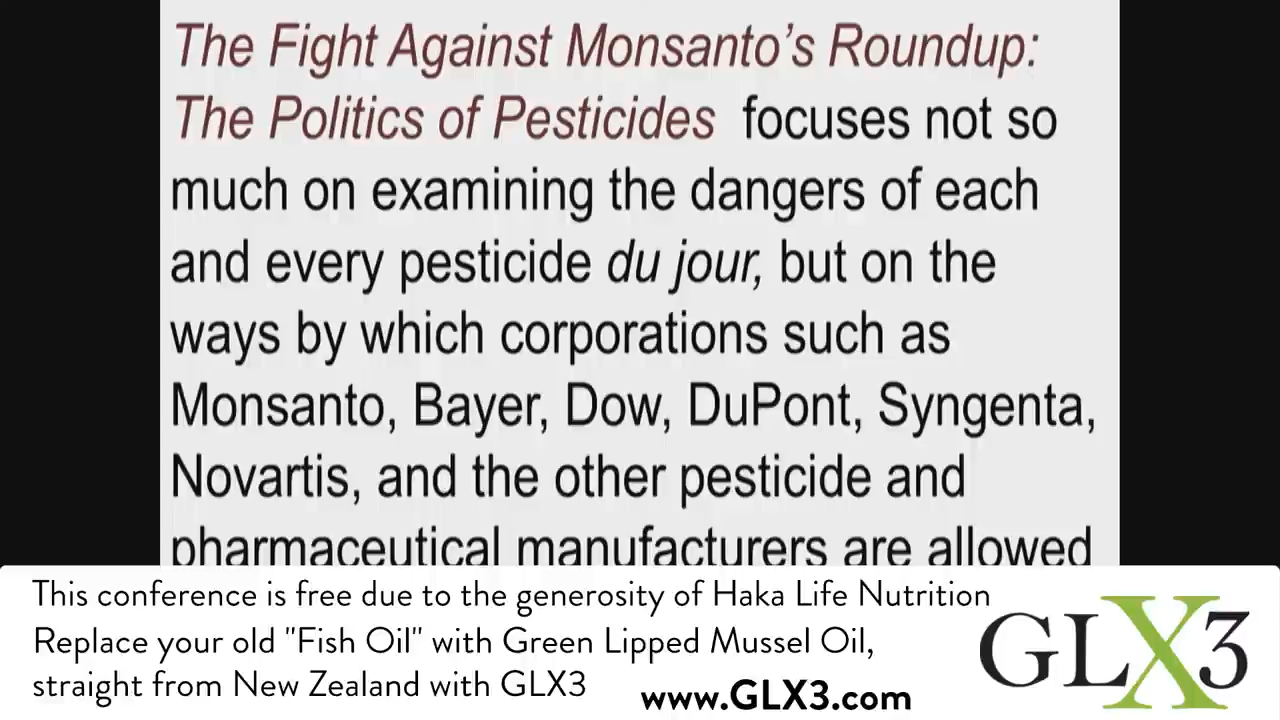 The Fight Against Monsanto's Roundup:
The Politics of Pesticides focuses not so
much on examining the dangers of each
and every pesticide du jour, but on the
ways by which corporations such as
Monsanto, Bayer, Dow, DuPont, Syngenta,
Novartis, and the other pesticide and
pharmaceutical manufacturers are allowed
This conference is free due to the generosity of Haka Life Nutrition
Replace your old "Fish Oil" with Green Lipped Mussel Oil,
straight from New Zealand with GLX3
www.GLX3.com
GLX3